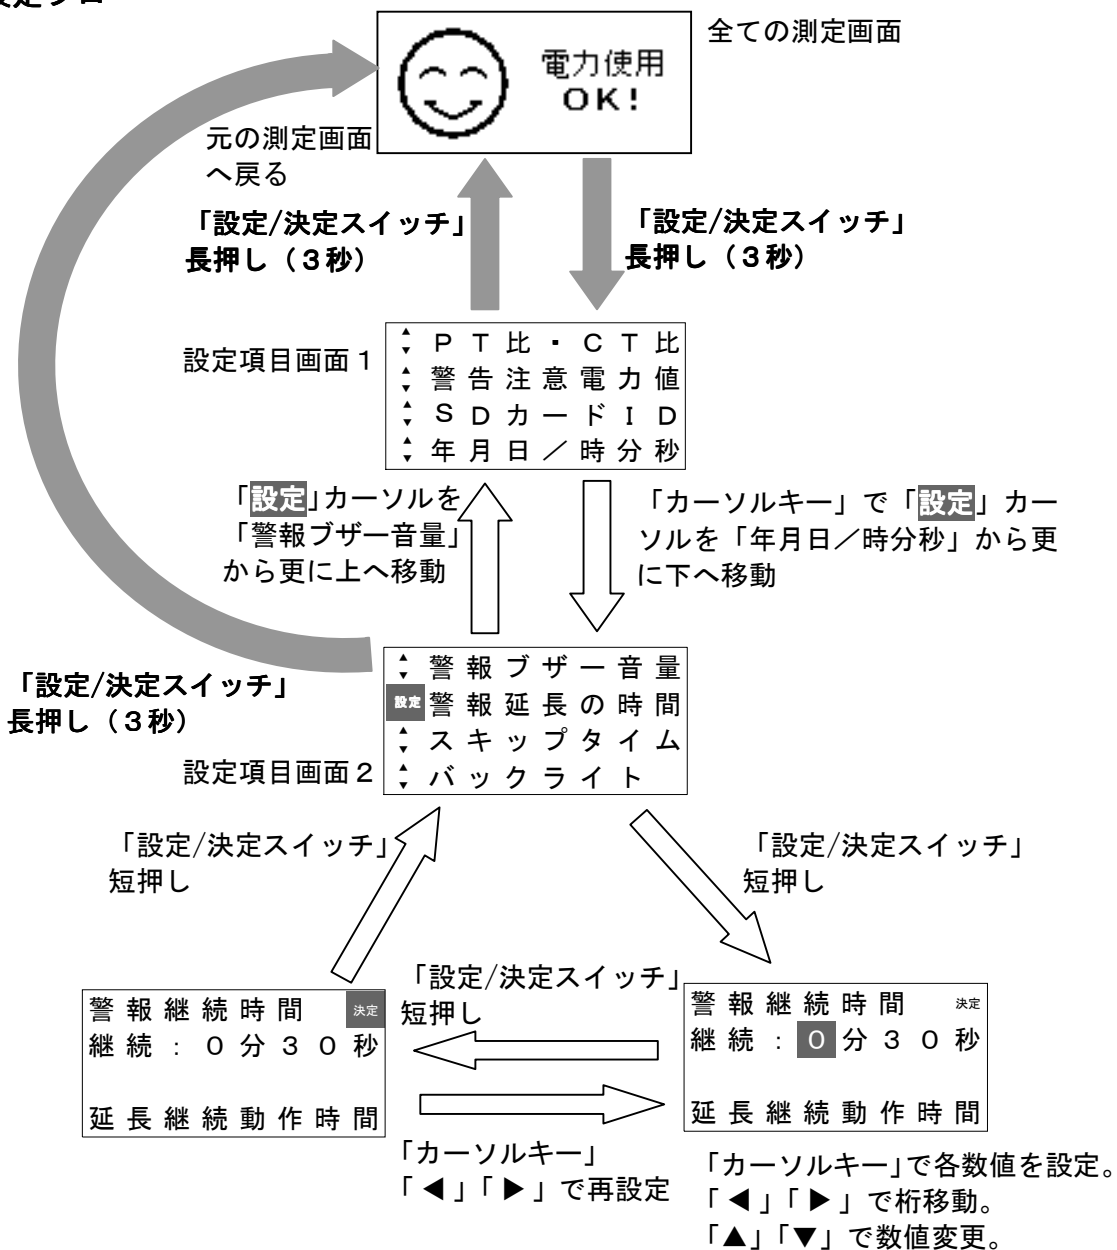 全ての測定画面
電力使用
OK!
元の測定画面
へ戻る
「設定/決定スイッチ」
長押し（３秒）
「設定/決定スイッチ」
長押し（３秒）
設定項目画面１
ＰＴ比・ＣＴ比
警告注意電力値
ＳＤカードＩＤ
年月日／時分秒
「設定」カーソルを
「警報ブザー音量」
から更に上へ移動
「カーソルキー」で「設定」カー
ソルを「年月日／時分秒」から更
に下へ移動
警報ブザー音量
設定 警報延長の時間
スキップタイム
バックライト
「設定/決定スイッチ」
長押し（３秒）
設定項目画面２
「設定/決定スイッチ」
短押し
「設定/決定スイッチ」
短押し
警報継続時間 決定
継続：０分３０秒
延長継続動作時間
「設定/決定スイッチ」
短押し
警報継続時間 決定
継続：０分３０秒
延長継続動作時間
「カーソルキー」
「◀」「▶」で再設定
「カーソルキー」で各数値を設定。
「◀」「▶」で桁移動。
「▲」「▼」で数値変更。